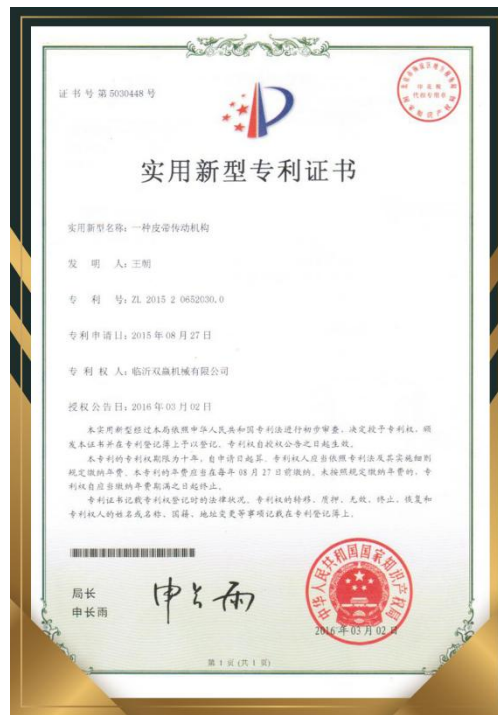 证书号第5030448号
实用新型专利证书
实用新型名称：一种皮带传动机构
发 明 人：王朝
专 利 号：ZL 2015 2 0652030.0
专利申请日：2015年08月27日
专 利 权 人：临沂双赢机械有限公司
授权公告日：2016年03月02日
本实用新型经过本局依照中华人民共和国专利法进行初步审查，决定授予专利权，颁
发本证书并在专利登记簿上予以登记。专利权自授权公告之日起生效。
本专利的专利权期限为十年，自申请日起算。专利权人应当依照专利法及其实施细则
规定缴纳年费。本专利的年费应当在每年08月27日前缴纳。未按照规定缴纳年费的，专
利权自应当缴纳年费期满之日起终止。
专利证书记载专利权登记时的法律状况。专利权的转移、质押、无效、终止、恢复和
专利权人的姓名或名称、国籍、地址变更等事项记载在专利登记簿上。
局长
申长雨
申长雨
中华人民共和国国家知识产权局
2016年03月02日
第1页(共1页)